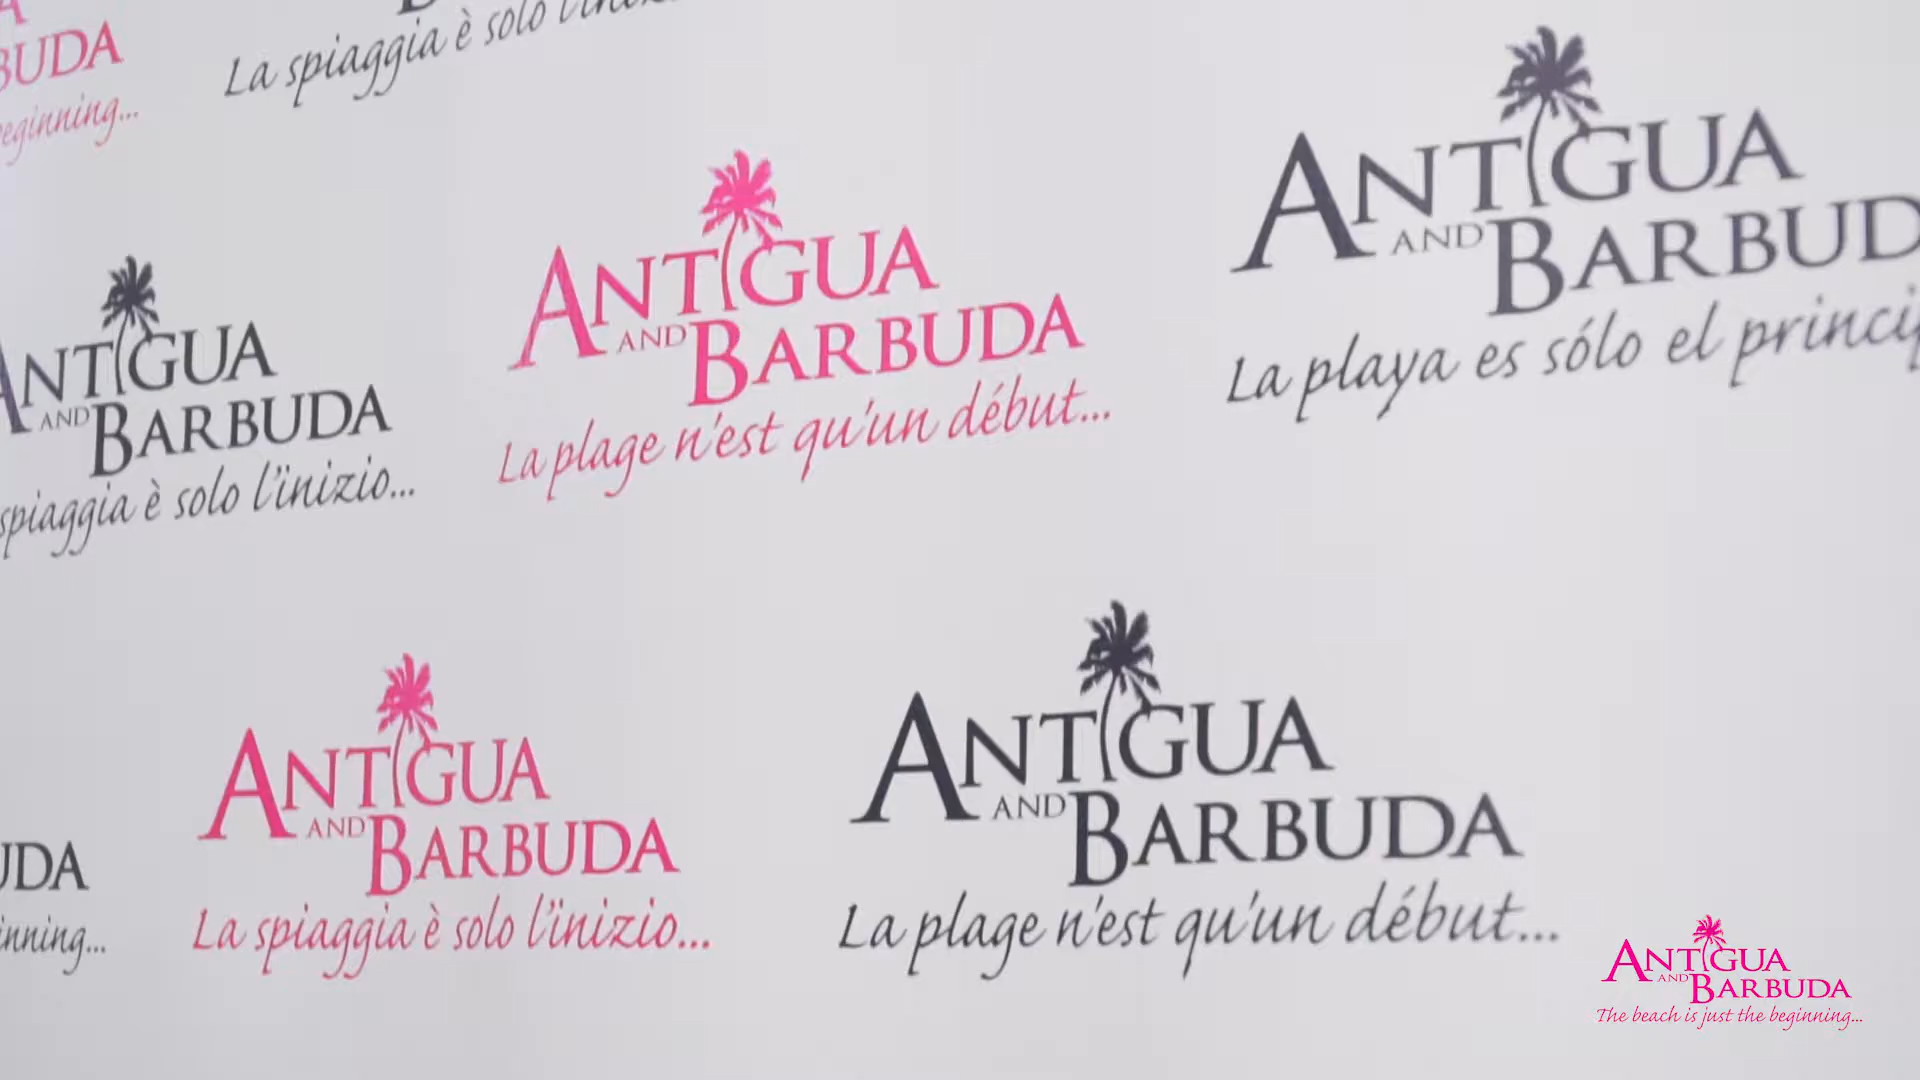 BUDA
beginning...
La spiaggia è solo
ANTIGUA
AND BARBUDA
La playa es sólo el princip
ANTIGUA
AND BARBUDA
La plage n'est qu'un début...
ANTIGUA
AND BARBUDA
spiaggia è solo l'inizio...
ANTIGUA
AND BARBUDA
La spiaggia è solo l'inizio...
ANTIGUA
AND BARBUDA
La plage n'est qu'un début...
UDA
inning...
ANTIGUA
AND BARBUDA
The beach is just the beginning...